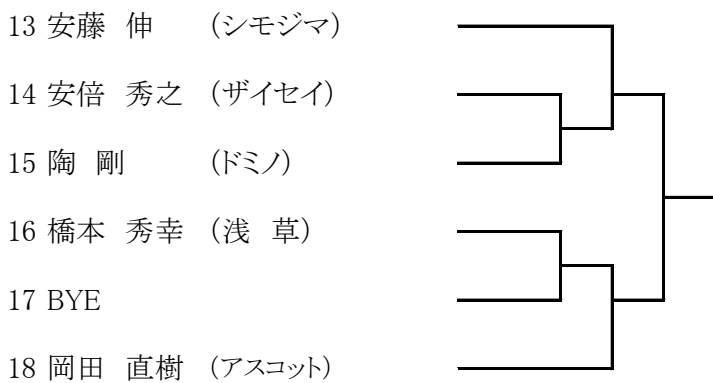 13 安藤 伸 (シモジマ)
14 安倍 秀之 (ザイセイ)
15 陶 剛 (ドミノ)
16 橋本 秀幸 (浅 草)
17 BYE
18 岡田 直樹 (アスコット)